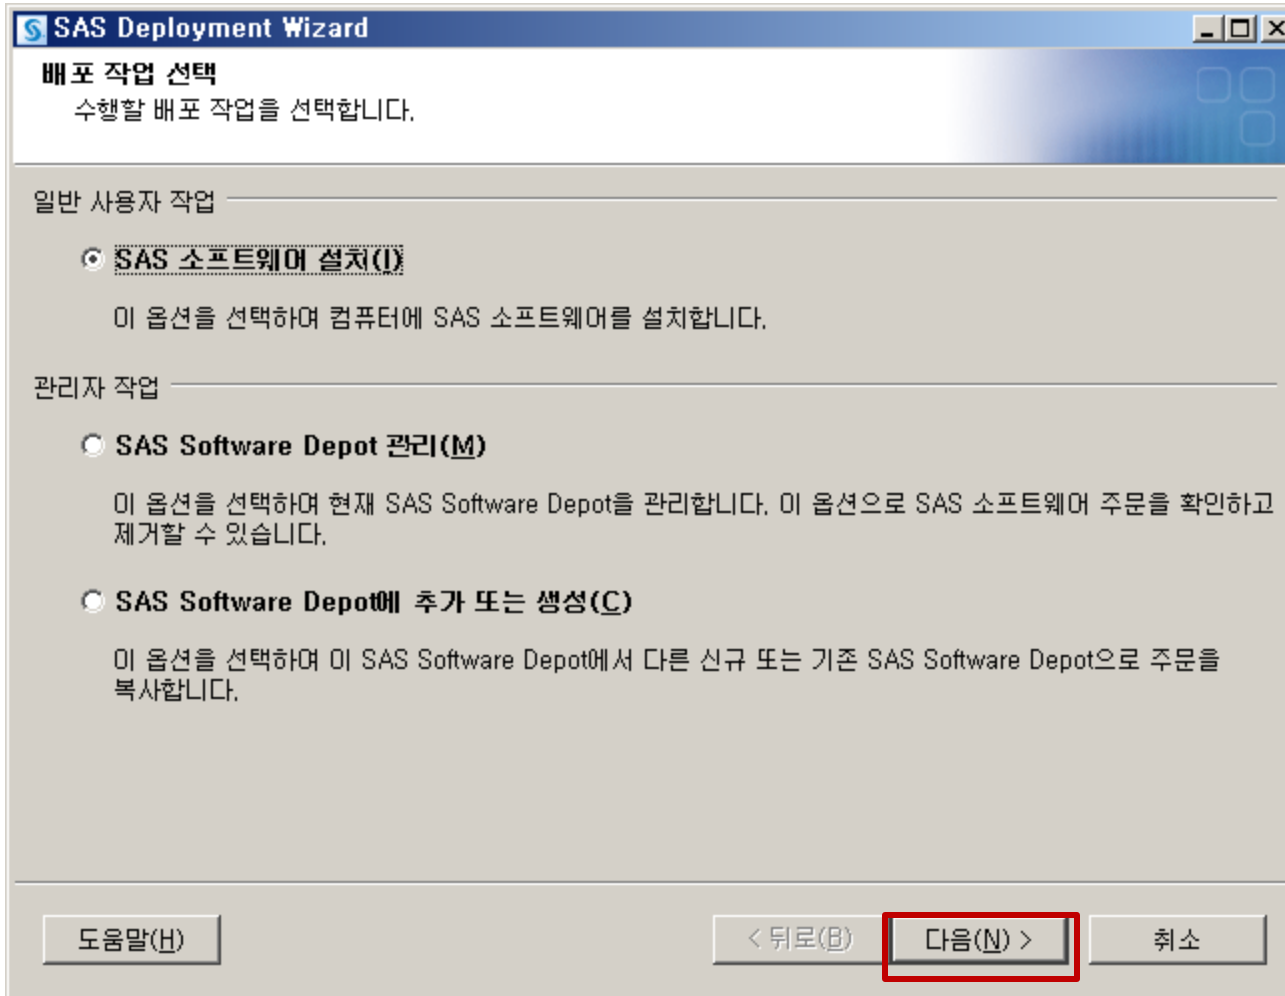 SAS Deployment Wizard
배포 작업 선택
수행할 배포 작업을 선택합니다.
일반 사용자 작업
SAS 소프트웨어 설치(I)
이 옵션을 선택하여 컴퓨터에 SAS 소프트웨어를 설치합니다.
관리자 작업
SAS Software Depot 관리(M)
이 옵션을 선택하여 현재 SAS Software Depot을 관리합니다. 이 옵션으로 SAS 소프트웨어 주문을 확인하고
제거할 수 있습니다.
SAS Software Depot에 추가 또는 생성(C)
이 옵션을 선택하여 이 SAS Software Depot에서 다른 신규 또는 기존 SAS Software Depot으로 주문을
복사합니다.
도움말(H) < 뒤로(B) 다음(N) > 취소